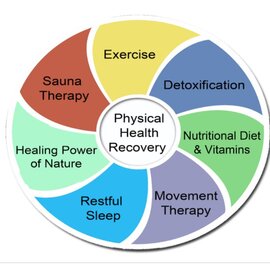 Exercise
Detoxification
Nutritional Diet
& Vitamins
Movement
Therapy
Restful
Sleep
Healing Power
of Nature
Sauna
Therapy
Physical
Health
Recovery